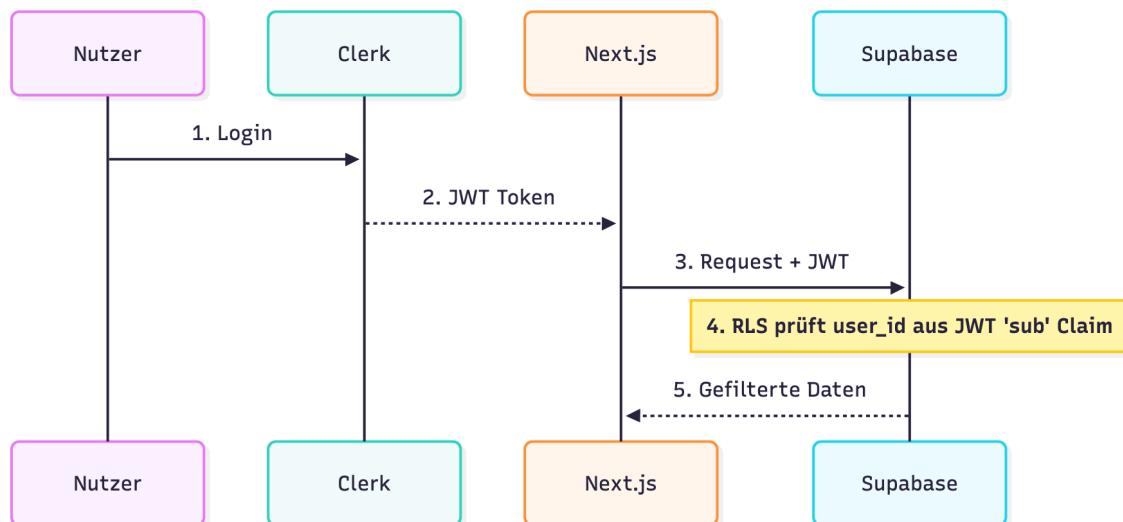 Nutzer
Clerk
Next.js
Supabase
1. Login
2. JWT Token
3. Request + JWT
4. RLS prüft user_id aus JWT 'sub' Claim
5. Gefilterte Daten
Nutzer
Clerk
Next.js
Supabase